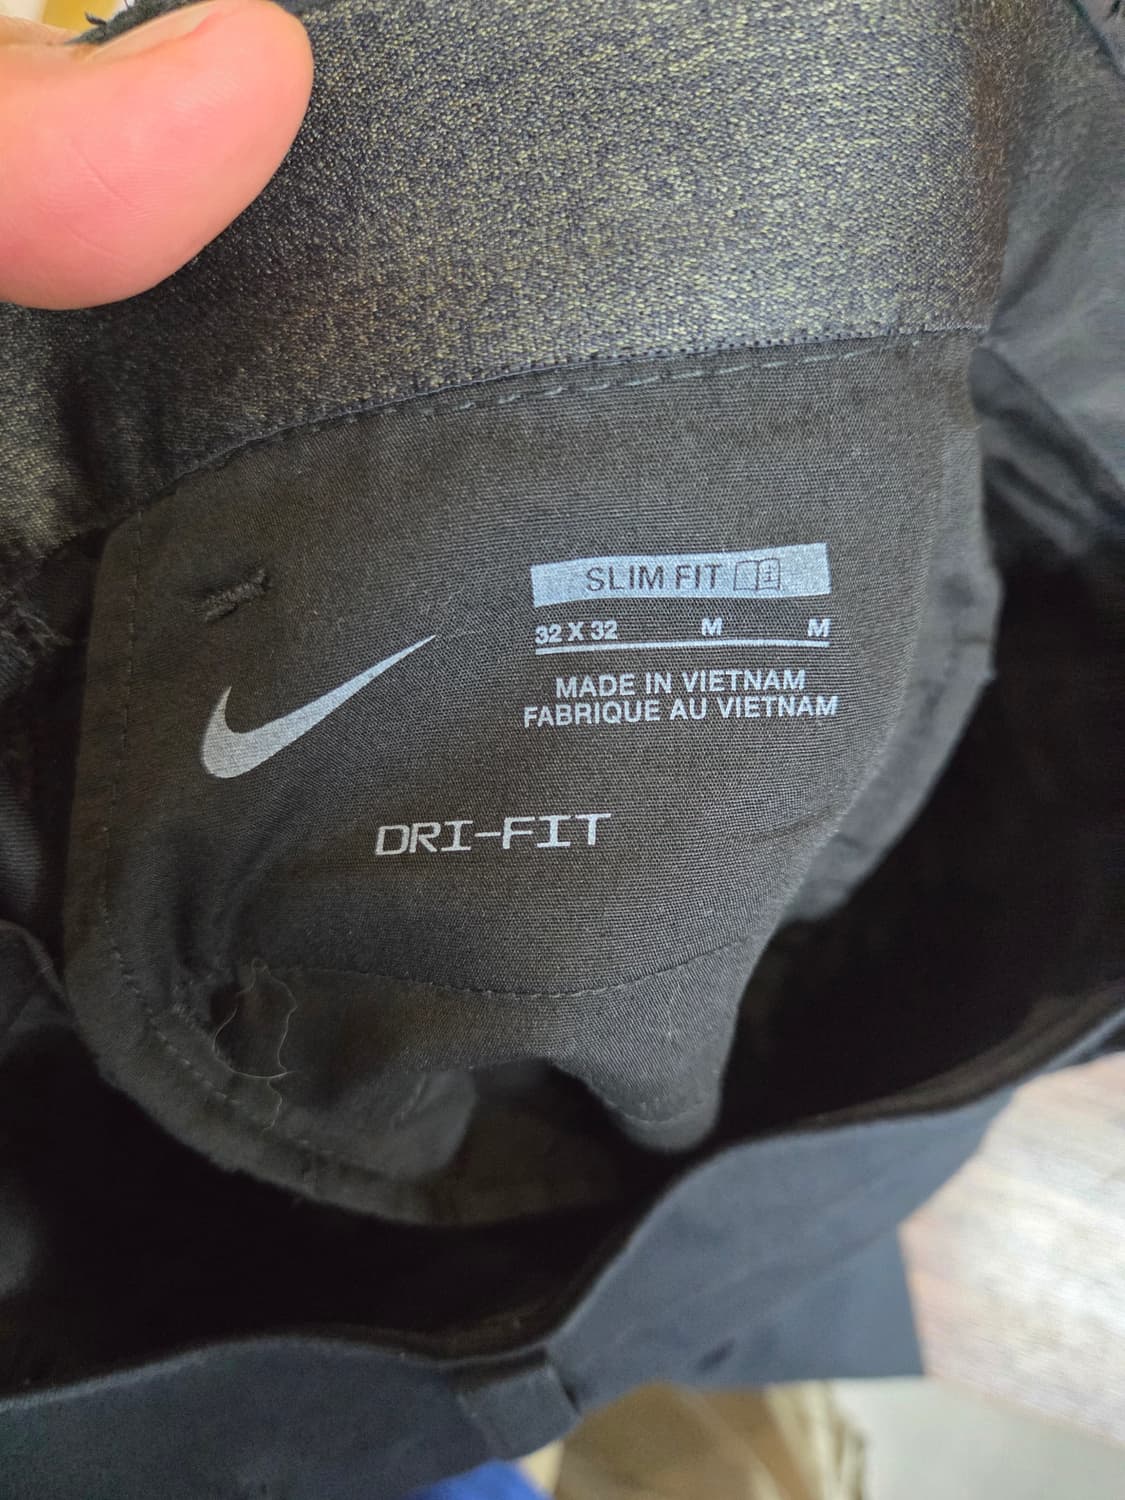 SLIM FIT
32 X 32 M M
MADE IN VIETNAM
FABRIQUE AU VIETNAM
DRI-FIT